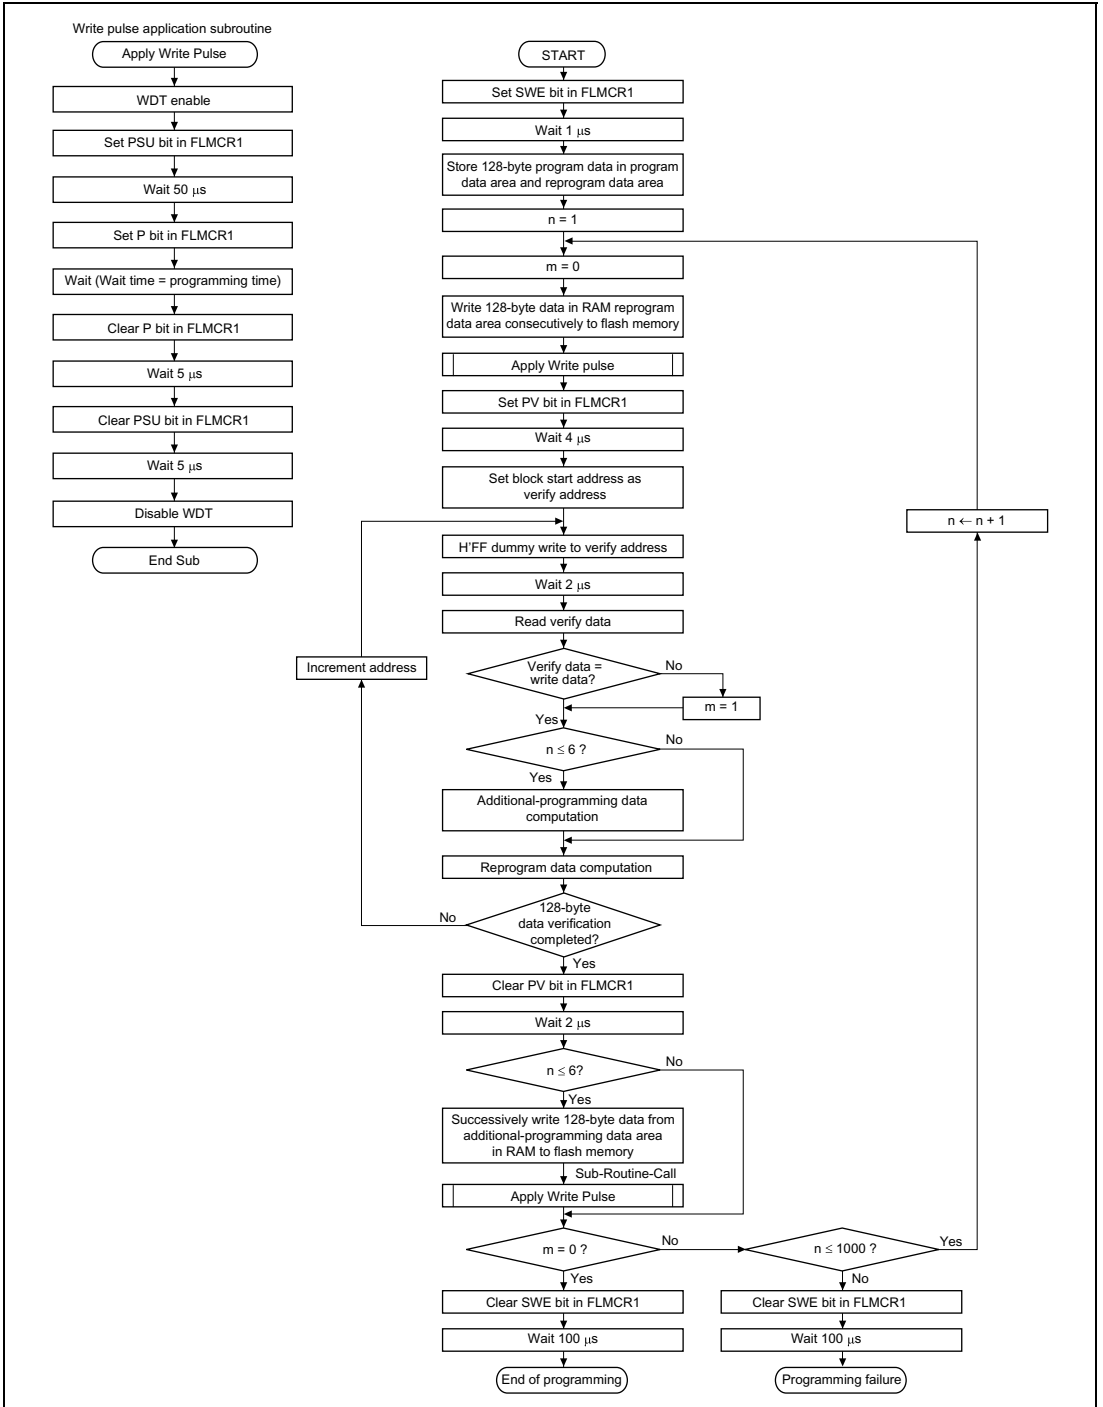 Write pulse application subroutine
Apply Write Pulse
WDT enable
Set PSU bit in FLMCR1
Wait 50 μs
Set P bit in FLMCR1
Wait (Wait time = programming time)
Clear P bit in FLMCR1
Wait 5 μs
Clear PSU bit in FLMCR1
Wait 5 μs
Disable WDT
End Sub
START
Set SWE bit in FLMCR1
Wait 1 μs
Store 128-byte program data in program
data area and reprogram data area
n = 1
m = 0
Write 128-byte data in RAM reprogram
data area consecutively to flash memory
Apply Write pulse
Set PV bit in FLMCR1
Wait 4 μs
Set block start address as
verify address
n ← n + 1
H'FF dummy write to verify address
Wait 2 μs
Read verify data
Increment address
Verify data =
write data?
No
m = 1
Yes
n ≤ 6 ?
No
Yes
Additional-programming data
computation
Reprogram data computation
128-byte
data verification
completed?
No
Yes
Clear PV bit in FLMCR1
Wait 2 μs
n ≤ 6?
No
Yes
Successively write 128-byte data from
additional-programming data area
in RAM to flash memory
Sub-Routine-Call
Apply Write Pulse
m = 0 ?
No
n ≤ 1000 ?
Yes
Yes
No
Clear SWE bit in FLMCR1
Clear SWE bit in FLMCR1
Wait 100 μs
Wait 100 μs
End of programming
Programming failure